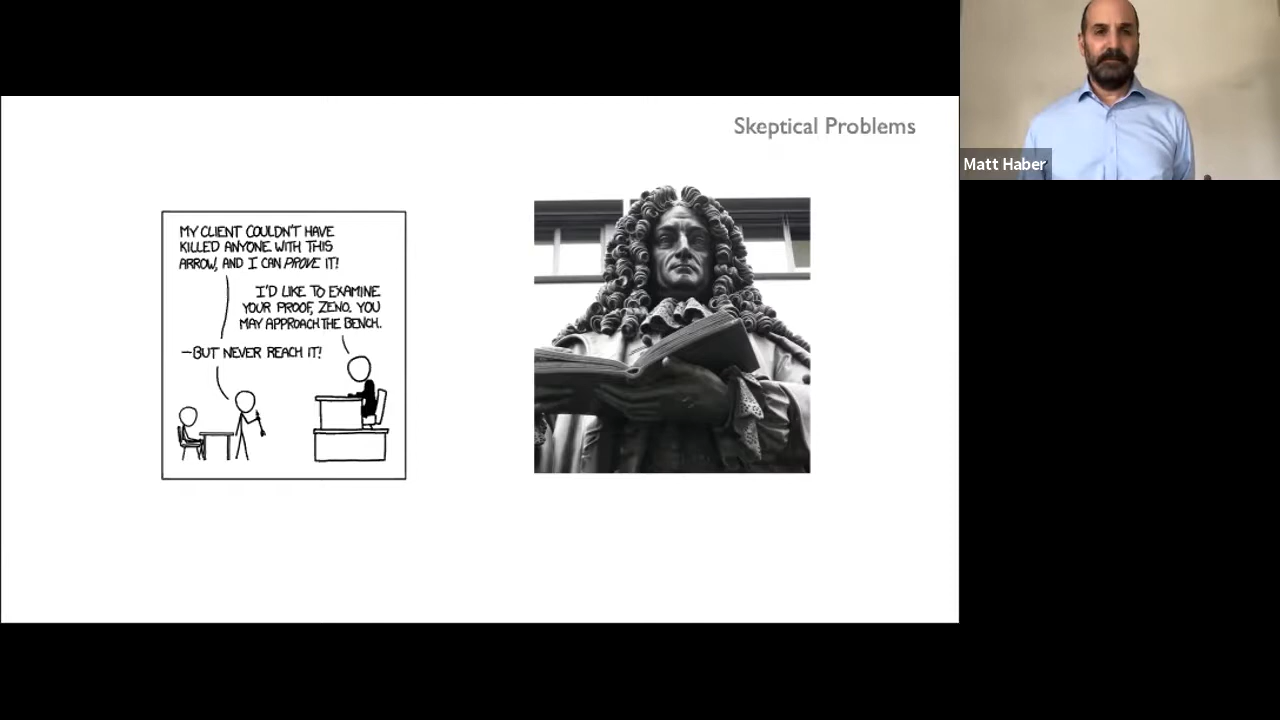 Skeptical Problems
MY CLIENT COULDN'T HAVE
KILLED ANYONE WITH THIS
ARROW, AND I CAN PROVE IT!
I'D LIKE TO EXAMINE
YOUR PROOF, ZENO. YOU
MAY APPROACH THE BENCH.
—BUT NEVER REACH IT!
Matt Haber